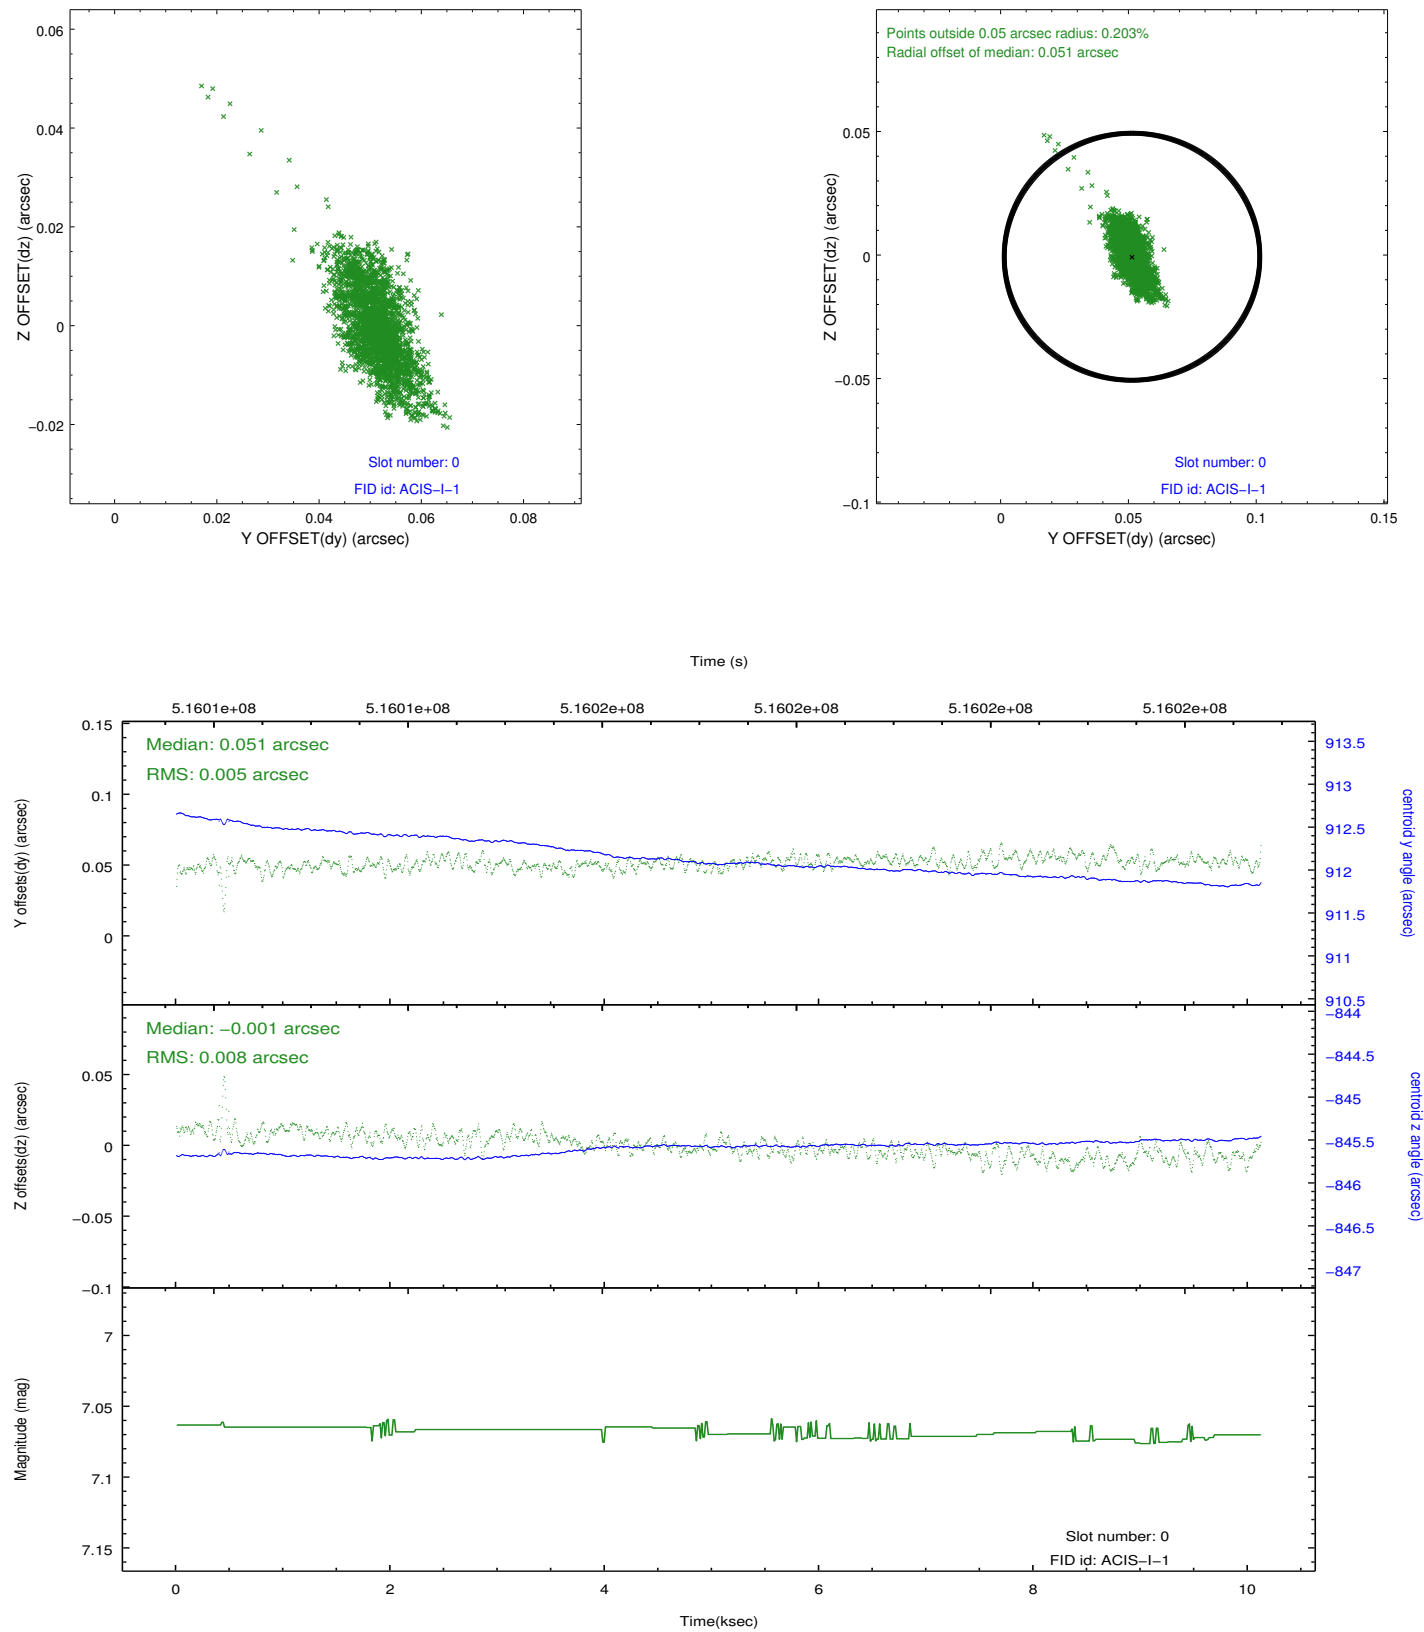 0.06
0.04
0.02
0
−0.02
Z OFFSET(dz) (arcsec)
Slot number: 0
FID id: ACIS−I−1
0 0.02 0.04 0.06 0.08
Y OFFSET(dy) (arcsec)
Points outside 0.05 arcsec radius: 0.203%
Radial offset of median: 0.051 arcsec
0.05
0
−0.05
−0.1
Z OFFSET(dz) (arcsec)
Slot number: 0
FID id: ACIS−I−1
0 0.05 0.1 0.15
Y OFFSET(dy) (arcsec)
Time (s)
5.1601e+08 5.1601e+08 5.1602e+08 5.1602e+08 5.1602e+08 5.1602e+08
0.15
0.1
0.05
0
Y offsets(dy) (arcsec)
Median: 0.051 arcsec
RMS: 0.005 arcsec
913.5
913
912.5
912
911.5
911
910.5
centroid y angle (arcsec)
0.05
0
−0.05
−0.1
Z offsets(dz) (arcsec)
Median: −0.001 arcsec
RMS: 0.008 arcsec
−844
−844.5
−845
−845.5
−846
−846.5
−847
centroid z angle (arcsec)
7
7.05
7.1
7.15
Magnitude (mag)
Slot number: 0
FID id: ACIS−I−1
0 2 4 6 8 10
Time(ksec)